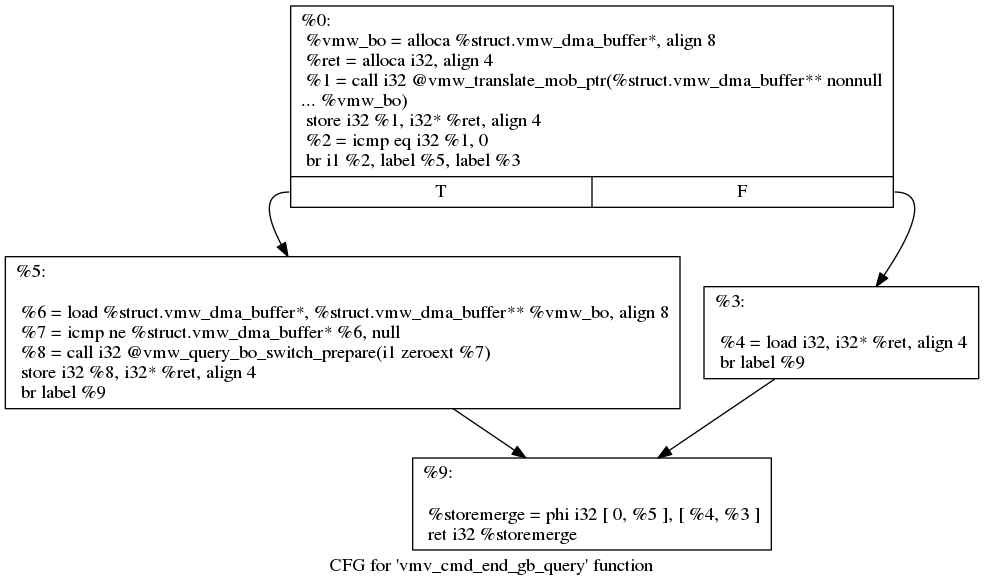 %0:
%vmw_bo = alloca %struct.vmw_dma_buffer*, align 8
%ret = alloca i32, align 4
%1 = call i32 @vmw_translate_mob_ptr(%struct.vmw_dma_buffer** nonnull
... %vmw_bo)
store i32 %1, i32* %ret, align 4
%2 = icmp eq i32 %1, 0
br i1 %2, label %5, label %3
T F
%5:
%6 = load %struct.vmw_dma_buffer*, %struct.vmw_dma_buffer** %vmw_bo, align 8
%7 = icmp ne %struct.vmw_dma_buffer* %6, null
%8 = call i32 @vmw_query_bo_switch_prepare(i1 zeroext %7)
store i32 %8, i32* %ret, align 4
br label %9
%3:
%4 = load i32, i32* %ret, align 4
br label %9
%9:
%storemerge = phi i32 [ 0, %5 ], [ %4, %3 ]
ret i32 %storemerge
CFG for 'vmv_cmd_end_gb_query' function